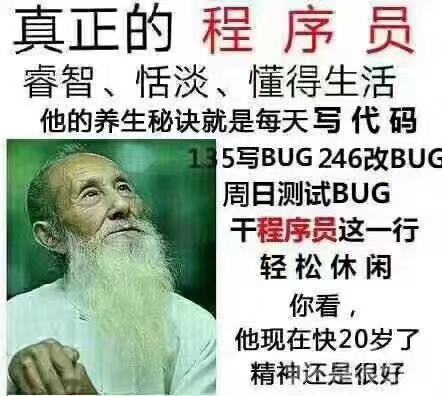 真正的 程序员
睿智、恬淡、懂得生活
他的养生秘诀就是每天写代码
135写BUG 246改BUG
周日测试BUG
干程序员这一行
轻松休闲
你看，
他现在快20岁了
精神还是很好